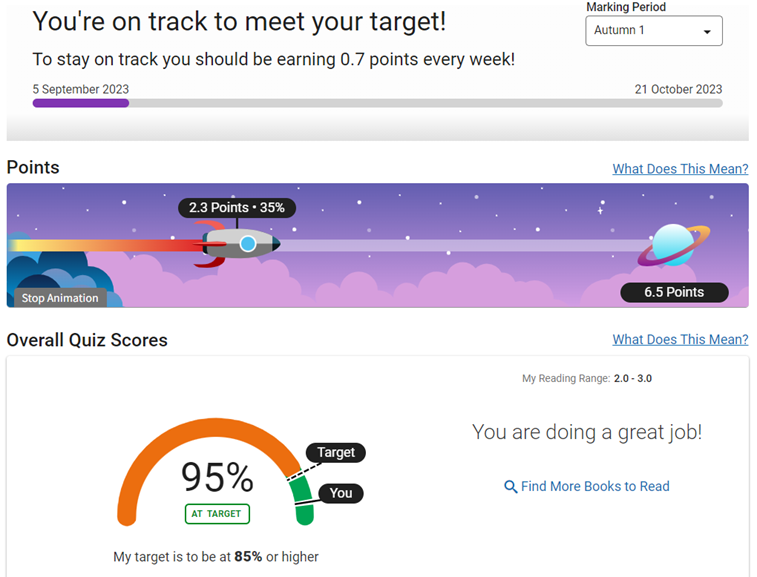 Marking Period
You're on track to meet your target!
Autumn 1
To stay on track you should be earning 0.7 points every week!
5 September 2023
21 October 2023
Points
What Does This Mean?
2.3 Points • 35%
6.5 Points
Stop Animation
Overall Quiz Scores
What Does This Mean?
My Reading Range: 2.0 - 3.0
You are doing a great job!
Target
95%
You
Find More Books to Read
AT TARGET
My target is to be at 85% or higher